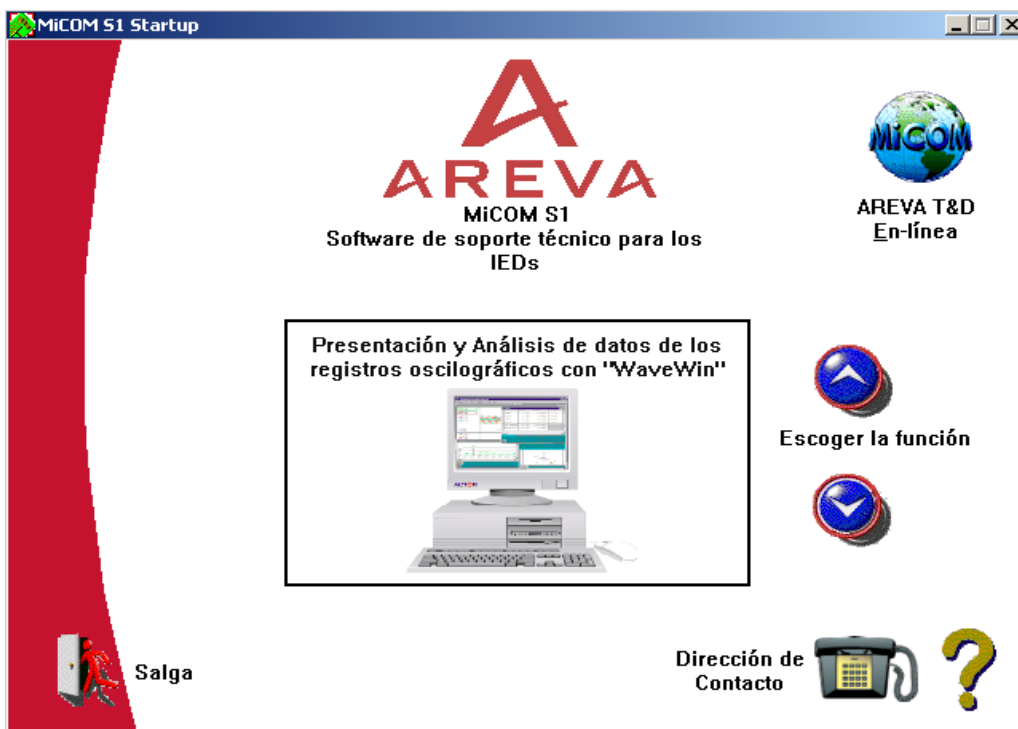 MiCOM S1 Startup
AREVA
MiCOM S1
Software de soporte técnico para los
IEDs
MiCOM
AREVA T&D
En-línea
Presentación y Análisis de datos de los
registros oscilográficos con "WaveWin"
ALSTOM
Escoger la función
Salga
Dirección de
Contacto
?